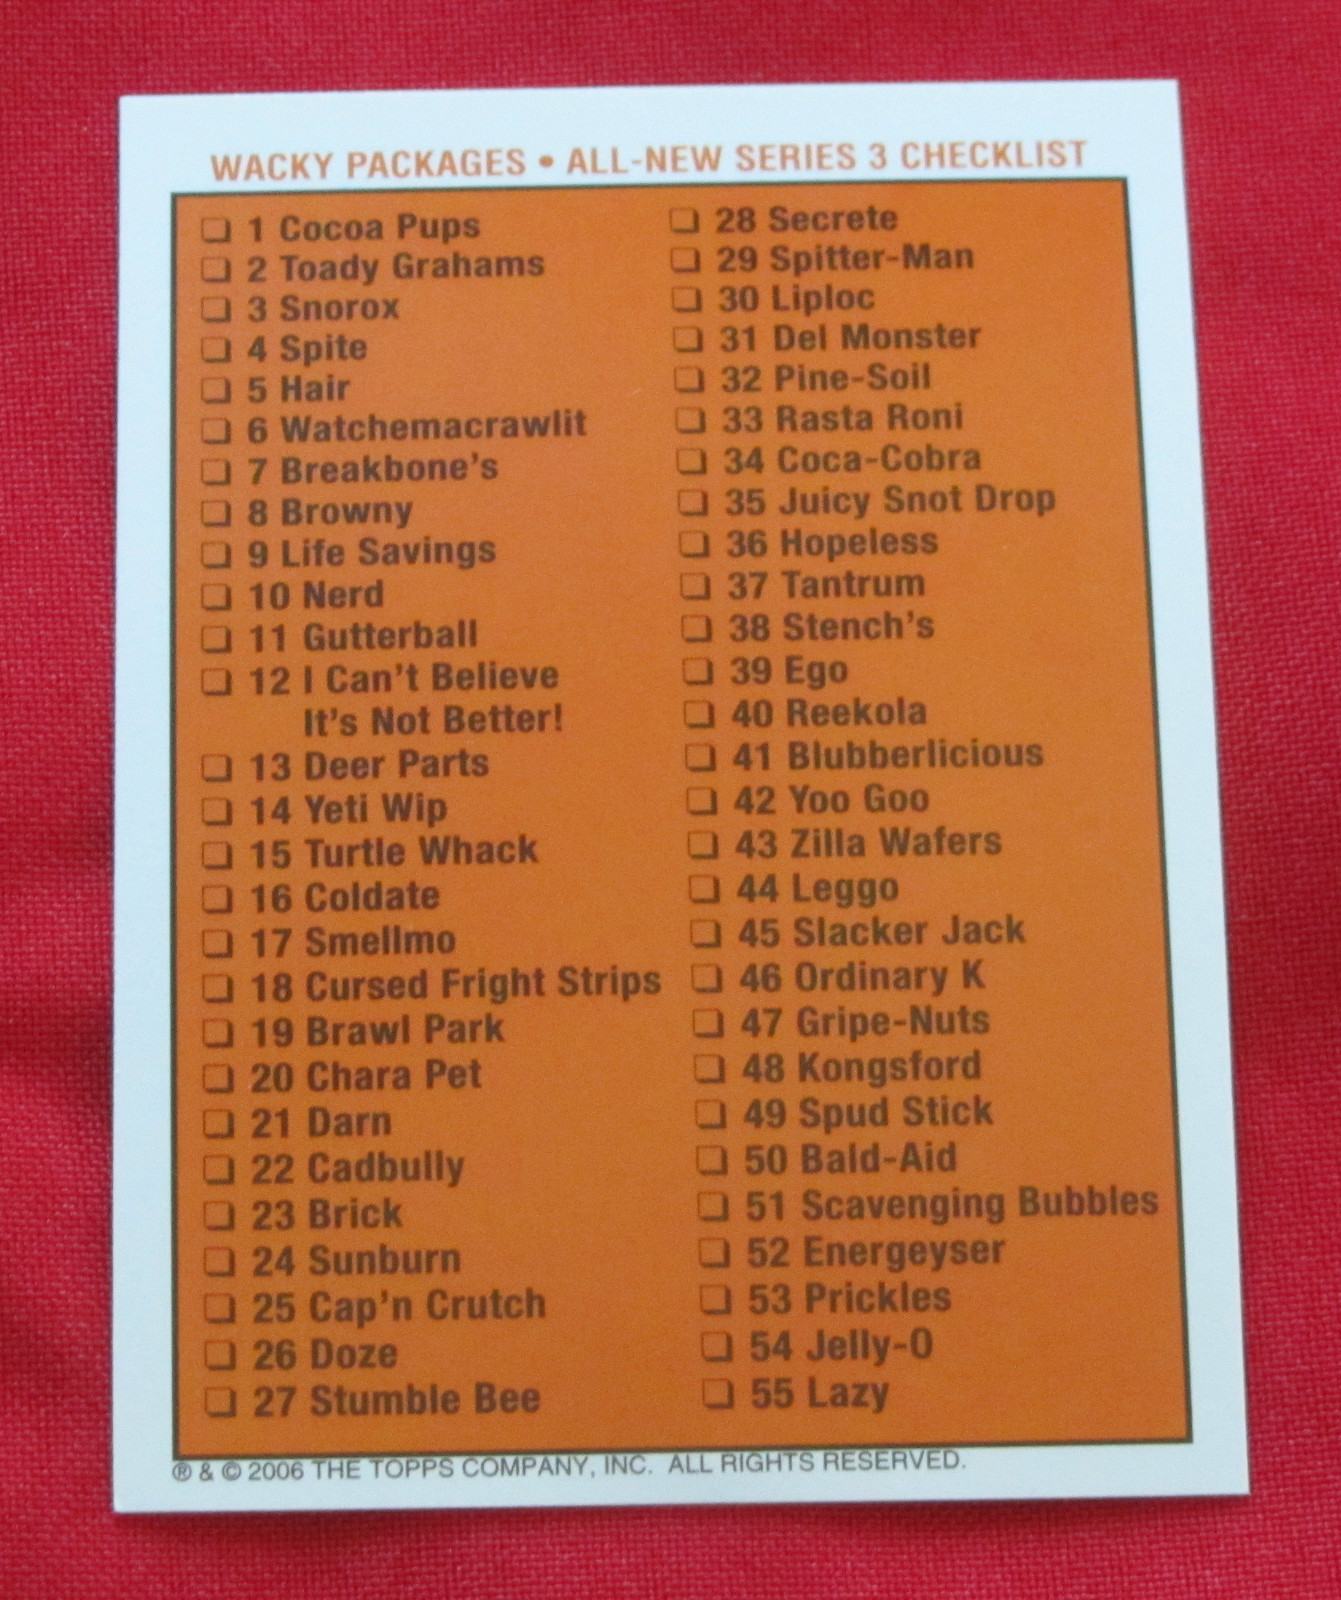 WACKY PACKAGES • ALL-NEW SERIES 3 CHECKLIST
❏ 1 Cocoa Pups
❏ 2 Toady Grahams
❏ 3 Snorox
❏ 4 Spite
❏ 5 Hair
❏ 6 Watchemacrawlit
❏ 7 Breakbone's
❏ 8 Browny
❏ 9 Life Savings
❏ 10 Nerd
❏ 11 Gutterball
❏ 12 I Can't Believe
It's Not Better!
❏ 13 Deer Parts
❏ 14 Yeti Wip
❏ 15 Turtle Whack
❏ 16 Coldate
❏ 17 Smellmo
❏ 18 Cursed Fright Strips
❏ 19 Brawl Park
❏ 20 Chara Pet
❏ 21 Darn
❏ 22 Cadbully
❏ 23 Brick
❏ 24 Sunburn
❏ 25 Cap'n Crutch
❏ 26 Doze
❏ 27 Stumble Bee
❏ 28 Secrete
❏ 29 Spitter-Man
❏ 30 Liploc
❏ 31 Del Monster
❏ 32 Pine-Soil
❏ 33 Rasta Roni
❏ 34 Coca-Cobra
❏ 35 Juicy Snot Drop
❏ 36 Hopeless
❏ 37 Tantrum
❏ 38 Stench's
❏ 39 Ego
❏ 40 Reekola
❏ 41 Blubberlicious
❏ 42 Yoo Goo
❏ 43 Zilla Wafers
❏ 44 Leggo
❏ 45 Slacker Jack
❏ 46 Ordinary K
❏ 47 Gripe-Nuts
❏ 48 Kongsford
❏ 49 Spud Stick
❏ 50 Bald-Aid
❏ 51 Scavenging Bubbles
❏ 52 Energeyser
❏ 53 Prickles
❏ 54 Jelly-O
❏ 55 Lazy
® & © 2006 THE TOPPS COMPANY, INC. ALL RIGHTS RESERVED.